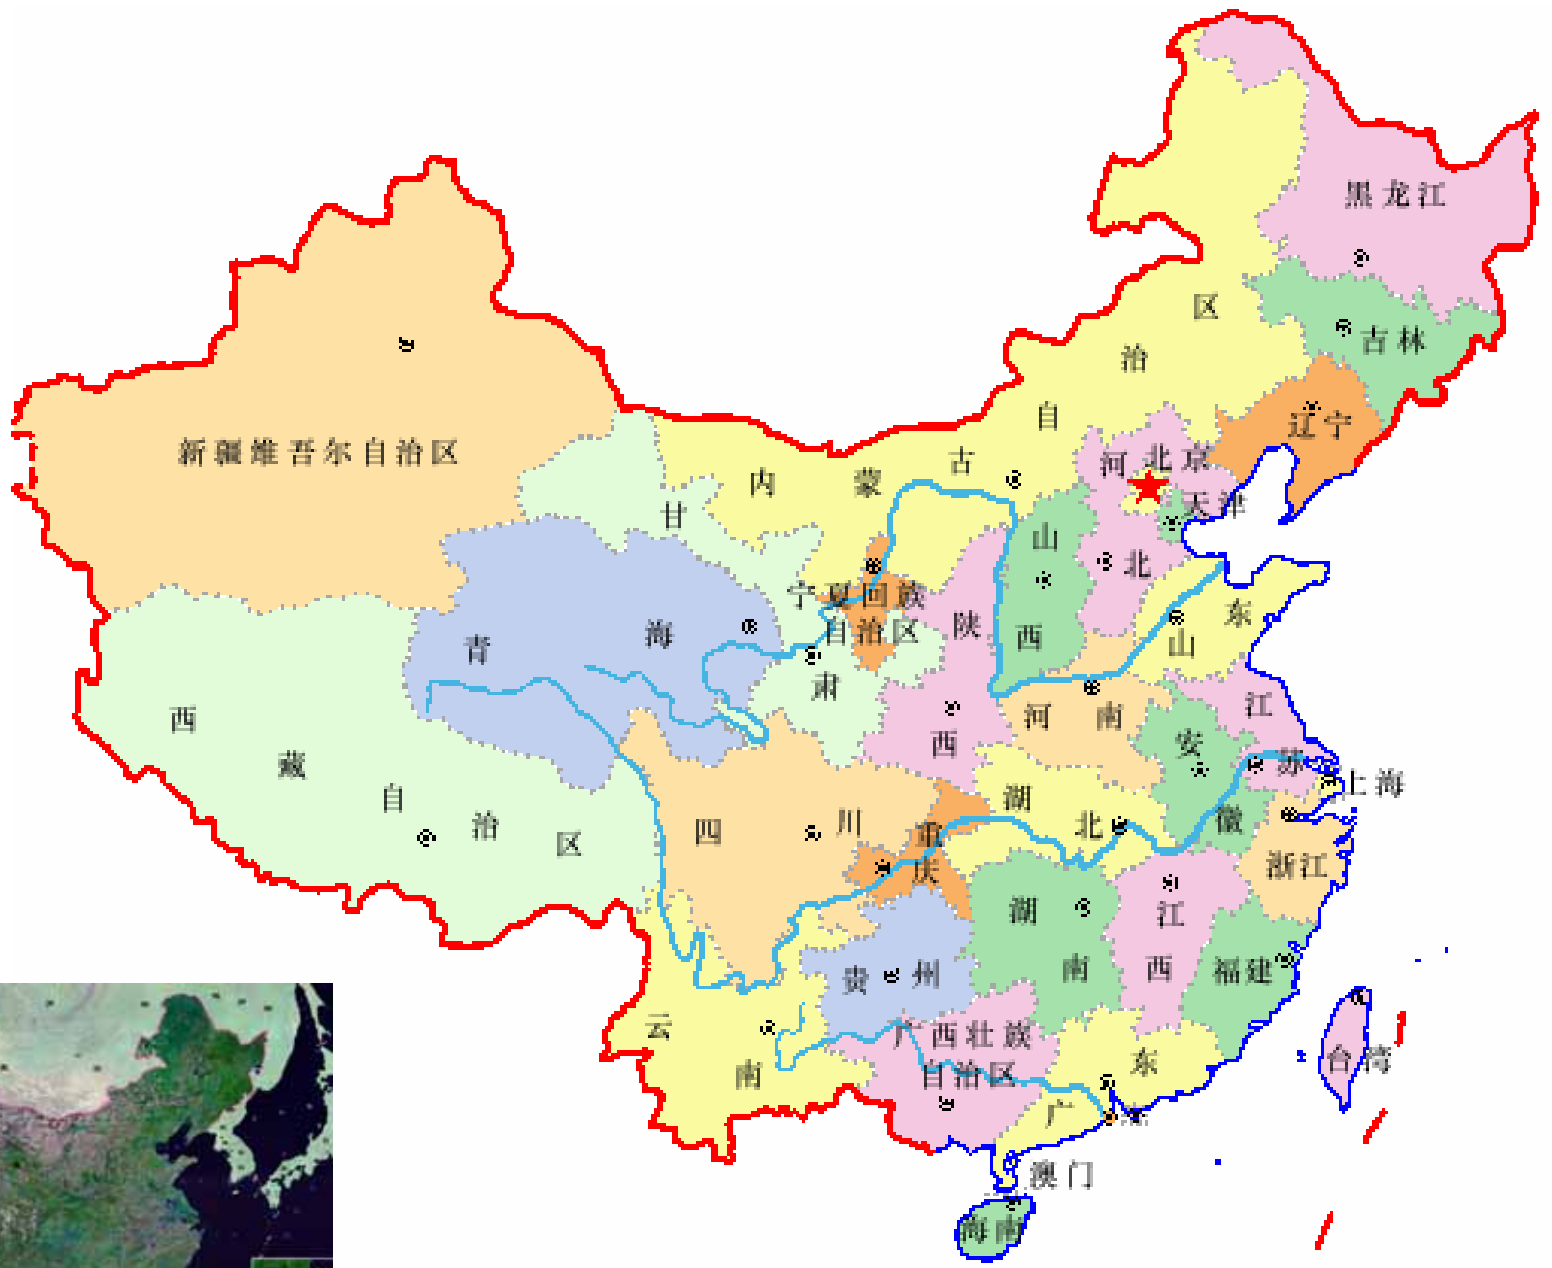 黑龙江
吉林
辽宁
内蒙古自治区
新疆维吾尔自治区
北京
天津
河北
甘肃
山西
宁夏回族
自治区
青海
陕西
山东
西藏自治区
河南
江苏
安徽
上海
四川
重庆
湖北
浙江
湖南
江西
福建
贵州
云南
广西壮族
自治区
广东
台湾
澳门
海南